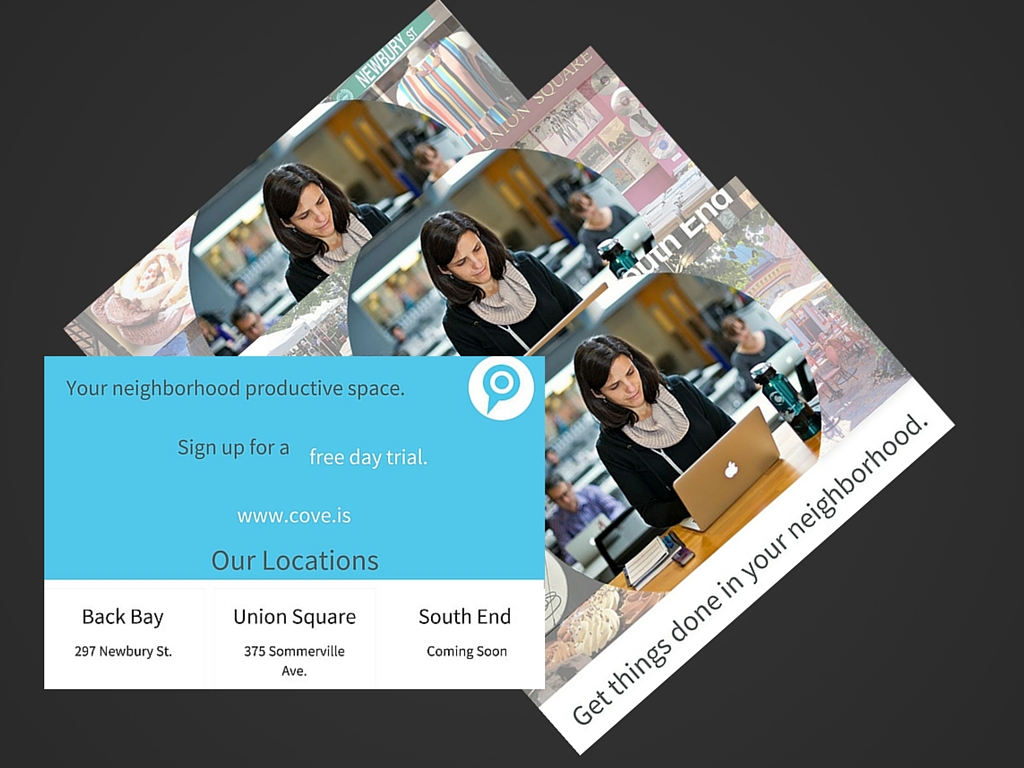 NEWBURY ST
UNION SQUARE
South End
Your neighborhood productive space.
Sign up for a free day trial.
www.cove.is
Our Locations
Back Bay
297 Newbury St.
Union Square
375 Sommerville
Ave.
South End
Coming Soon
Get things done in your neighborhood.